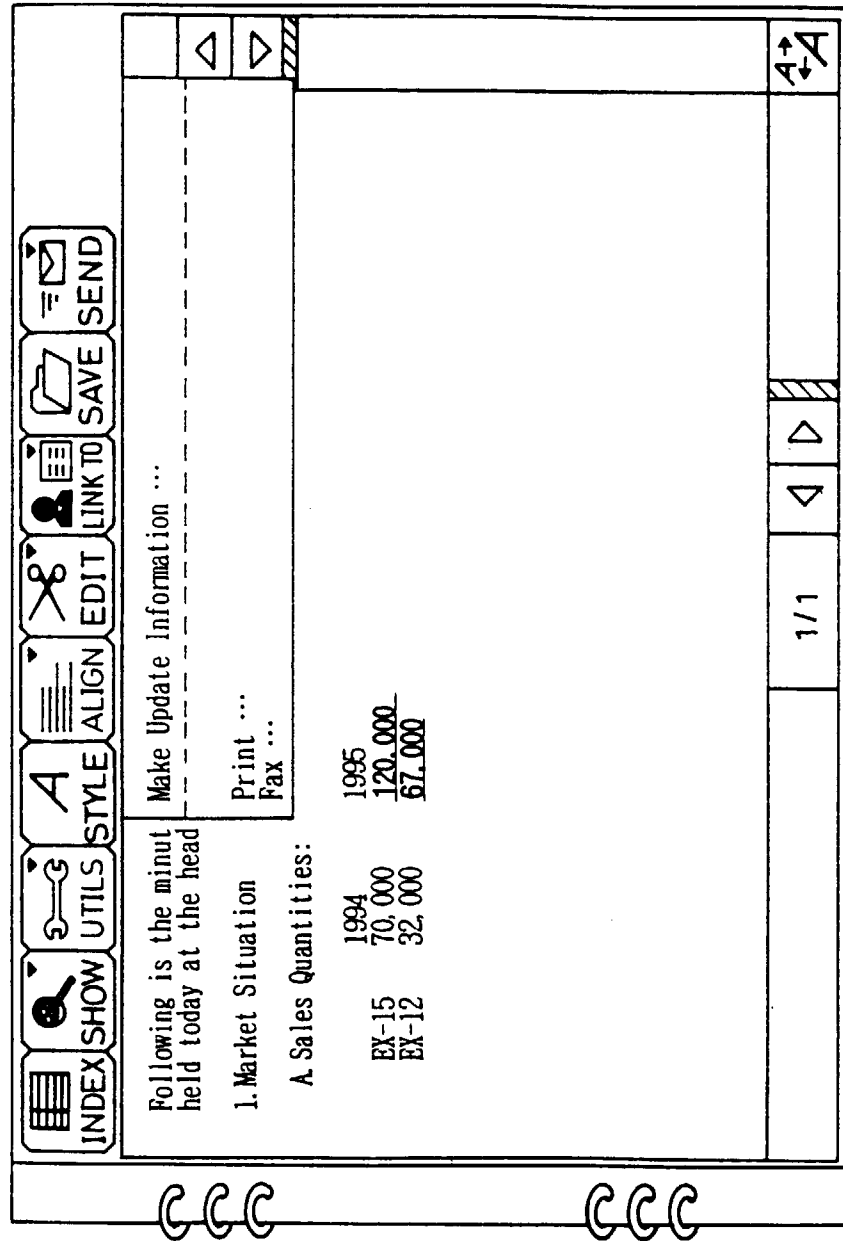 INDEX SHOW UTILS STYLE ALIGN EDIT LINK TO SAVE SEND
Following is the minut
held today at the head
Make Update Information ...
Print ...
Fax ...
1. Market Situation
A. Sales Quantities:
1994 1995
EX-15 70,000 120.000
EX-12 32,000 67.000
1/1
A A